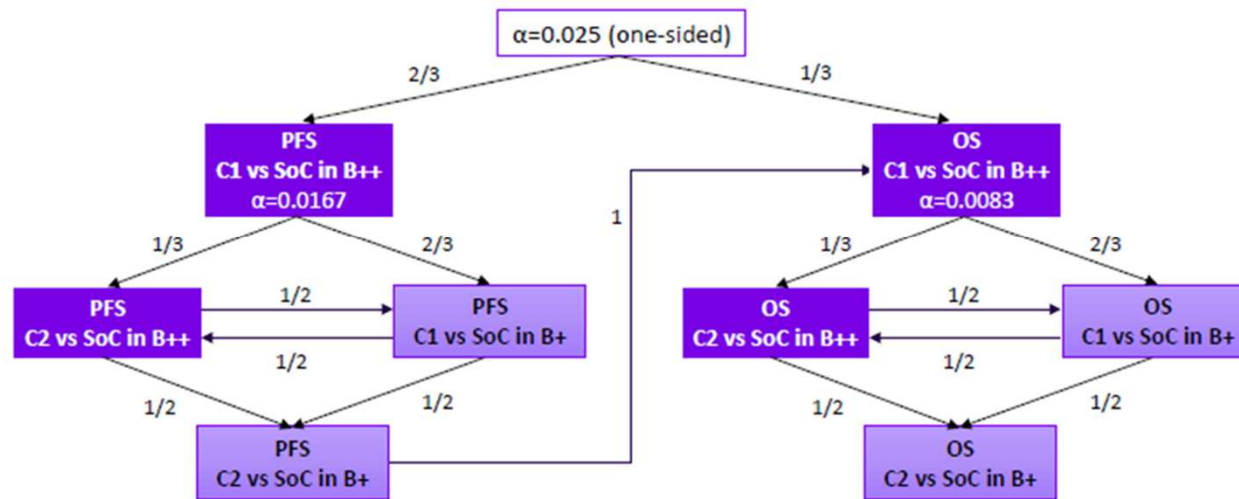 α=0.025 (one-sided)
2/3
1/3
PFS
C1 vs SoC in B++
α=0.0167
OS
C1 vs SoC in B++
α=0.0083
1
1/3
2/3
1/3
2/3
PFS
C2 vs SoC in B++
1/2
1/2
PFS
C1 vs SoC in B+
OS
C2 vs SoC in B++
1/2
1/2
OS
C1 vs SoC in B+
1/2
1/2
1/2
1/2
PFS
C2 vs SoC in B+
OS
C2 vs SoC in B+